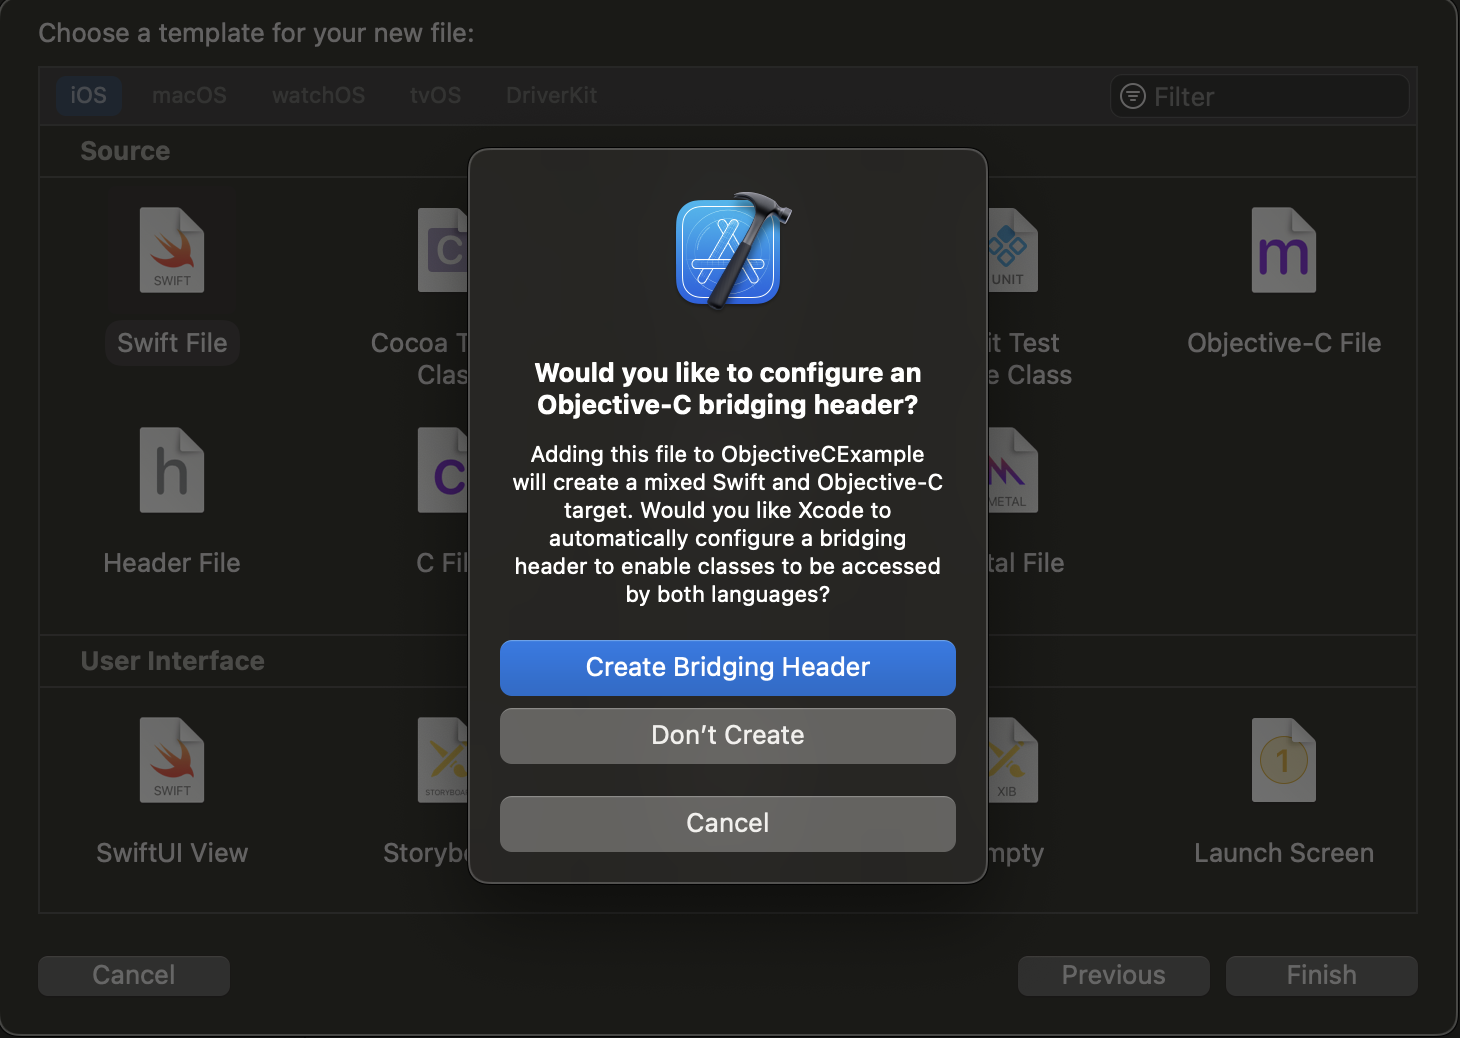 Choose a template for your new file:
iOS macOS watchOS tvOS DriverKit Filter
Source
SWIFT
C
UNIT
m
Swift File
Cocoa T
Clas
it Test
e Class
Objective-C File
h
C
METAL
Header File
C Fil
tal File
User Interface
SWIFT
STORYBOA
XIB
1
SwiftUI View
Storybo
mpty
Launch Screen
Would you like to configure an
Objective-C bridging header?
Adding this file to ObjectiveCExample
will create a mixed Swift and Objective-C
target. Would you like Xcode to
automatically configure a bridging
header to enable classes to be accessed
by both languages?
Create Bridging Header
Don’t Create
Cancel
Cancel Previous Finish